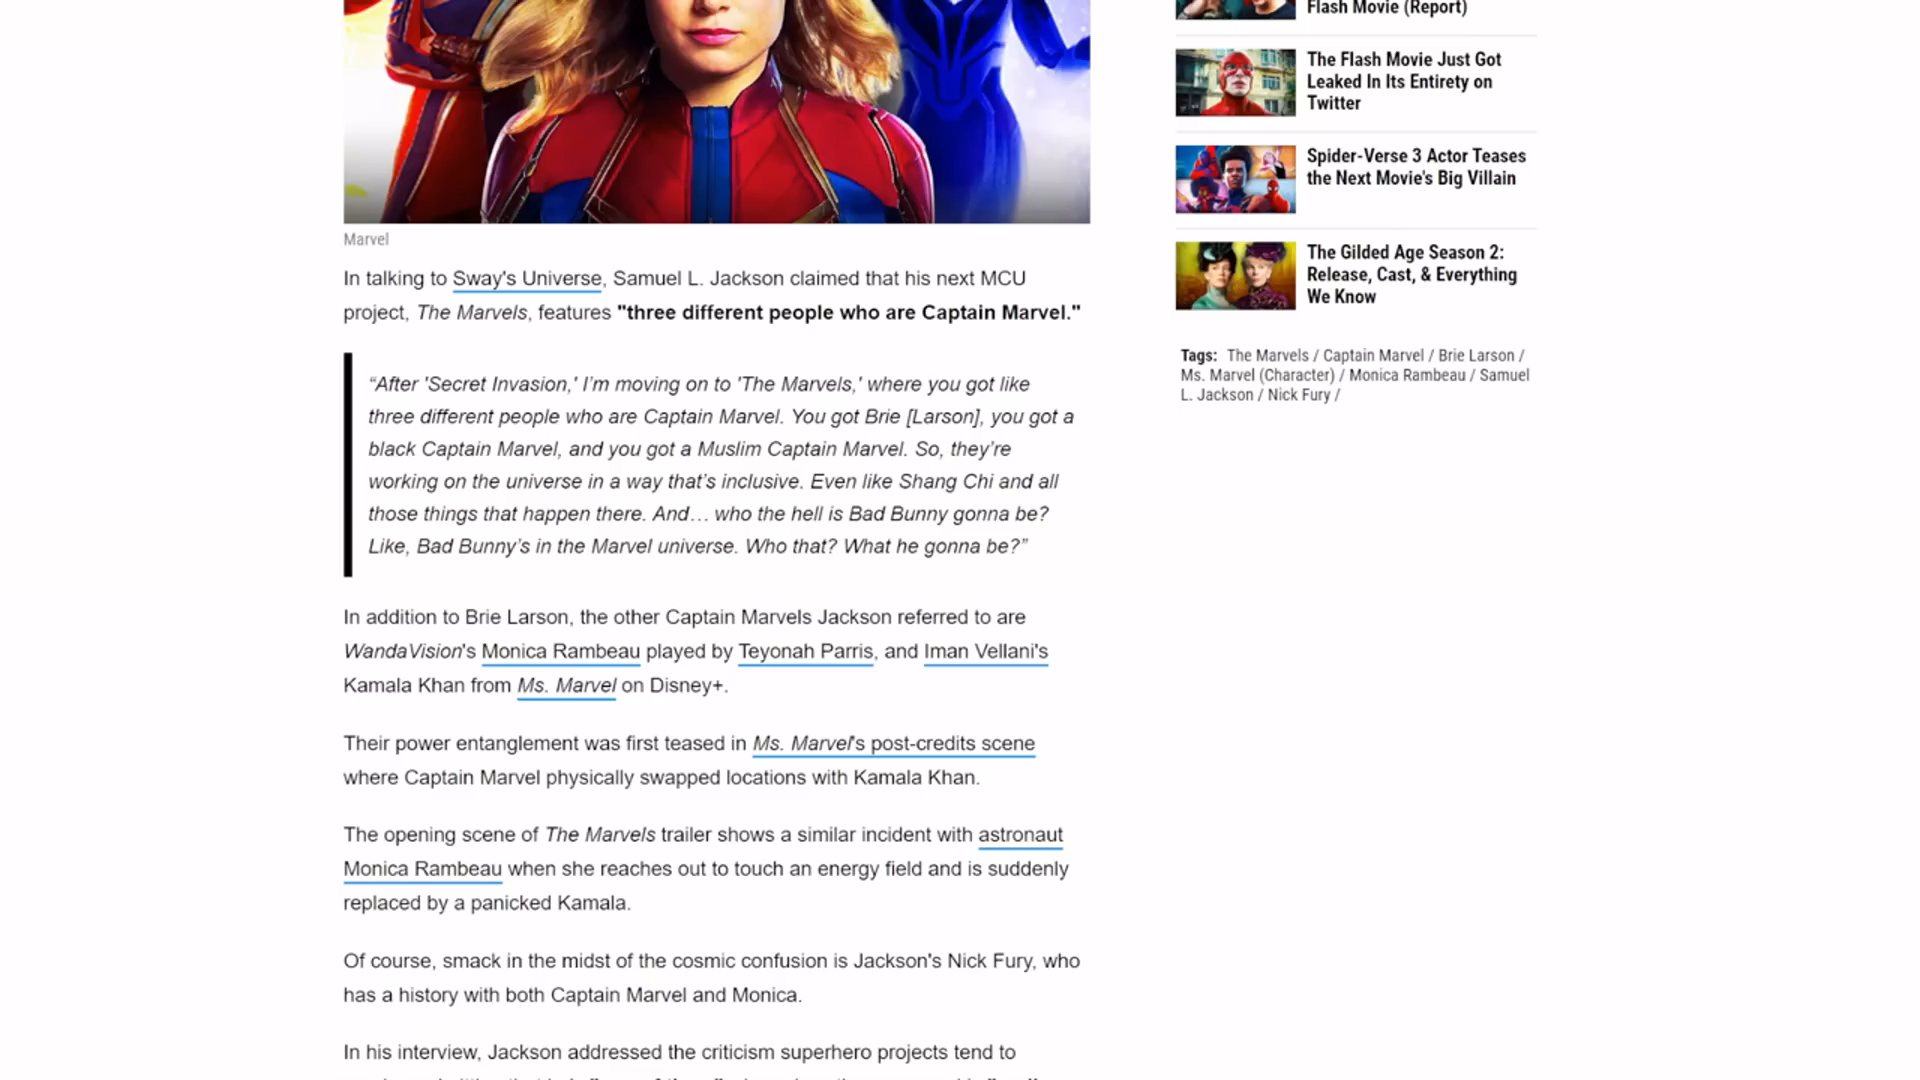 Marvel
In talking to Sway's Universe, Samuel L. Jackson claimed that his next MCU
project, The Marvels, features "three different people who are Captain Marvel."
“After 'Secret Invasion,' I’m moving on to 'The Marvels,' where you got like
three different people who are Captain Marvel. You got Brie [Larson], you got a
black Captain Marvel, and you got a Muslim Captain Marvel. So, they’re
working on the universe in a way that’s inclusive. Even like Shang Chi and all
those things that happen there. And… who the hell is Bad Bunny gonna be?
Like, Bad Bunny’s in the Marvel universe. Who that? What he gonna be?”
In addition to Brie Larson, the other Captain Marvels Jackson referred to are
WandaVision's Monica Rambeau played by Teyonah Parris, and Iman Vellani's
Kamala Khan from Ms. Marvel on Disney+.
Their power entanglement was first teased in Ms. Marvel's post-credits scene
where Captain Marvel physically swapped locations with Kamala Khan.
The opening scene of The Marvels trailer shows a similar incident with astronaut
Monica Rambeau when she reaches out to touch an energy field and is suddenly
replaced by a panicked Kamala.
Of course, smack in the midst of the cosmic confusion is Jackson's Nick Fury, who
has a history with both Captain Marvel and Monica.
In his interview, Jackson addressed the criticism superhero projects tend to
Flash Movie (Report)
The Flash Movie Just Got
Leaked In Its Entirety on
Twitter
Spider-Verse 3 Actor Teases
the Next Movie's Big Villain
The Gilded Age Season 2:
Release, Cast, & Everything
We Know
Tags: The Marvels / Captain Marvel / Brie Larson /
Ms. Marvel (Character) / Monica Rambeau / Samuel
L. Jackson / Nick Fury /